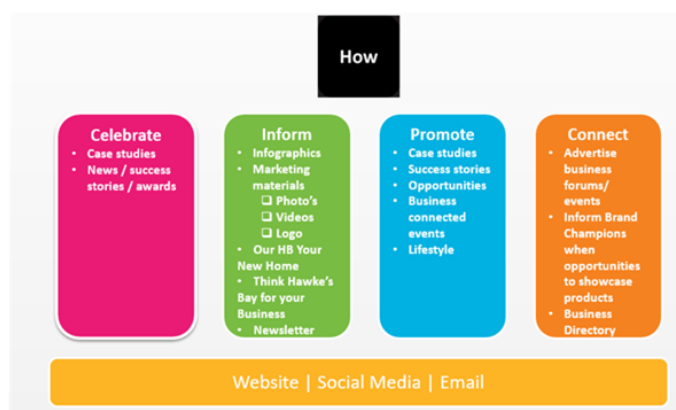 How
Celebrate
• Case studies
• News / success
stories / awards
Inform
• Infographics
• Marketing
materials
❑ Photo's
❑ Videos
❑ Logo
• Our HB Your
New Home
• Think Hawke's
Bay for your
Business
• Newsletter
Promote
• Case studies
• Success stories
• Opportunities
• Business
connected
events
• Lifestyle
Connect
• Advertise
business
forums/
events
• Inform Brand
Champions
when
opportunities
to showcase
products
• Business
Directory
Website | Social Media | Email